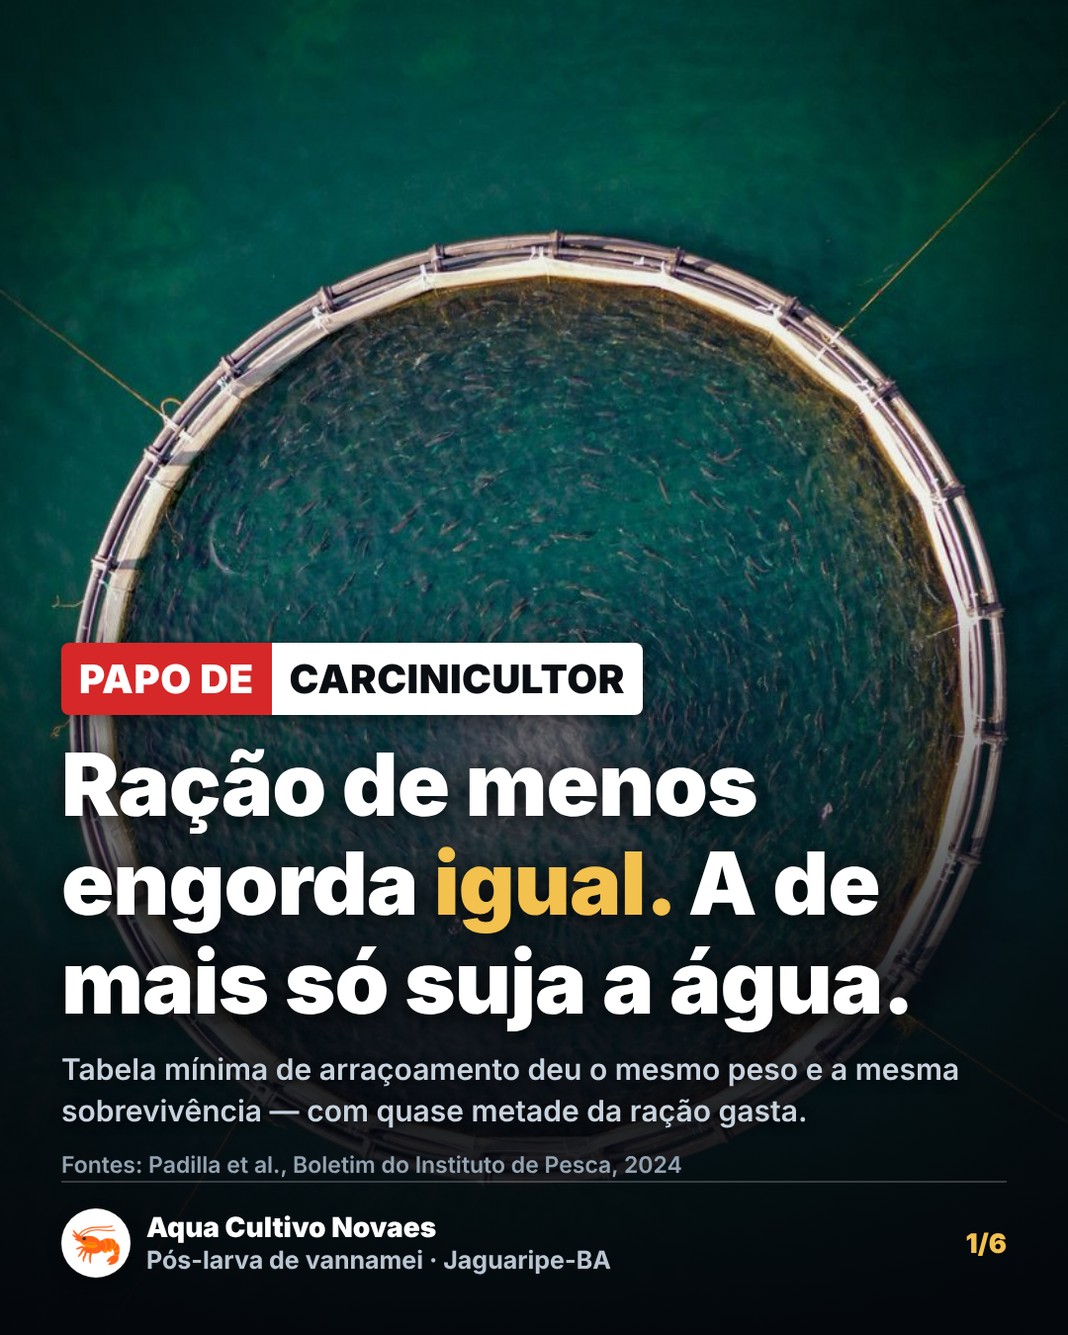 PAPO DE CARCINICULTOR
Ração de menos
engorda igual. A de
mais só suja a água.
Tabela mínima de arraçoamento deu o mesmo peso e a mesma
sobrevivência — com quase metade da ração gasta.
Fontes: Padilla et al., Boletim do Instituto de Pesca, 2024
Aqua Cultivo Novaes
Pós-larva de vannamei · Jaguaripe-BA
1/6